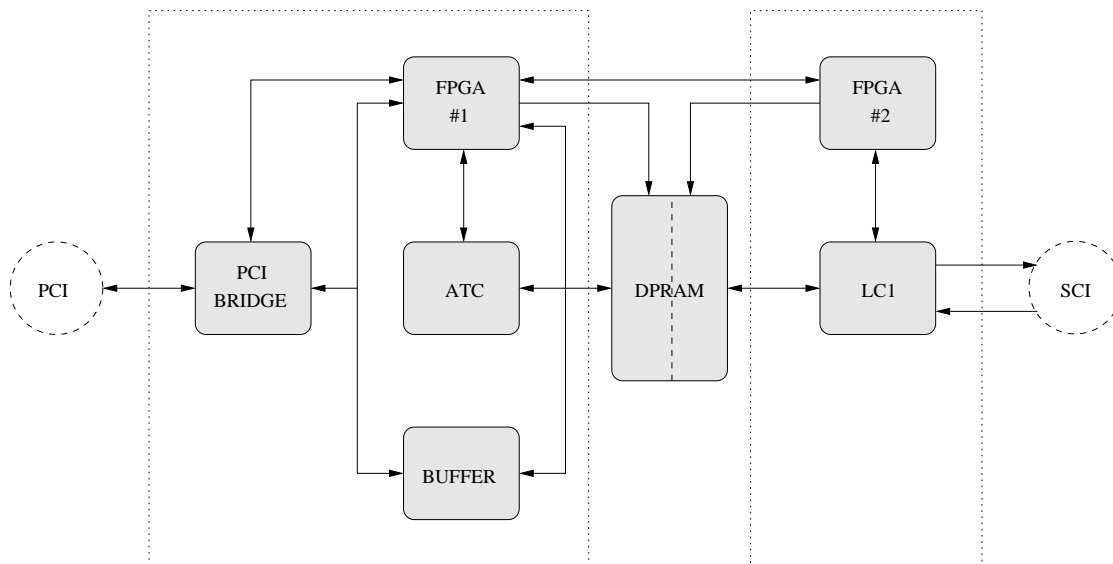 FPGA
#1
FPGA
#2
PCI
PCI
BRIDGE
ATC
DPRAM
LC1
SCI
BUFFER